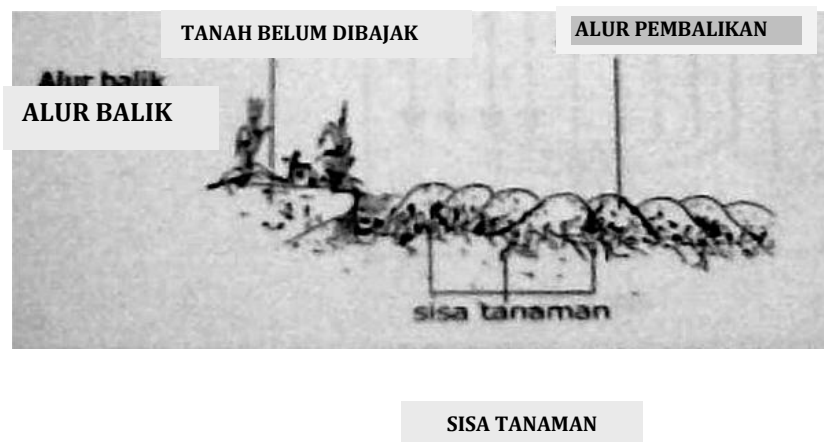 TANAH BELUM DIBAJAK
ALUR PEMBALIKAN
Alur balik
ALUR BALIK
sisa tanaman
SISA TANAMAN